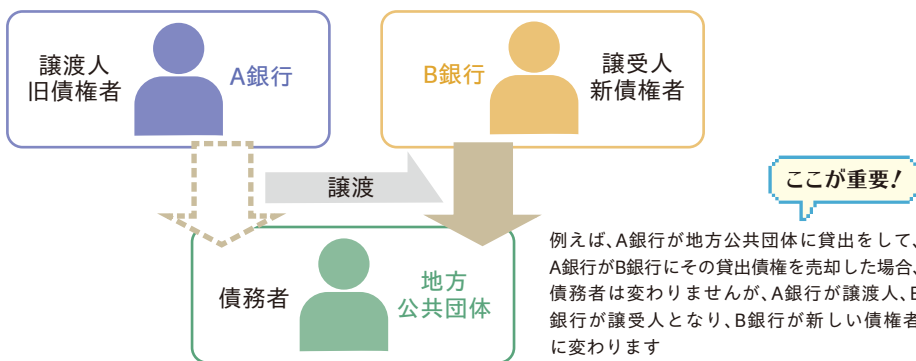 譲渡人
旧債権者
A銀行
B銀行
譲受人
新債権者
譲渡
債務者
地方
公共団体
ここが重要!
例えば、A銀行が地方公共団体に貸出をして、
A銀行がB銀行にその貸出債権を売却した場合、
債務者は変わりませんが、A銀行が譲渡人、B
銀行が譲受人となり、B銀行が新しい債権者
に変わります